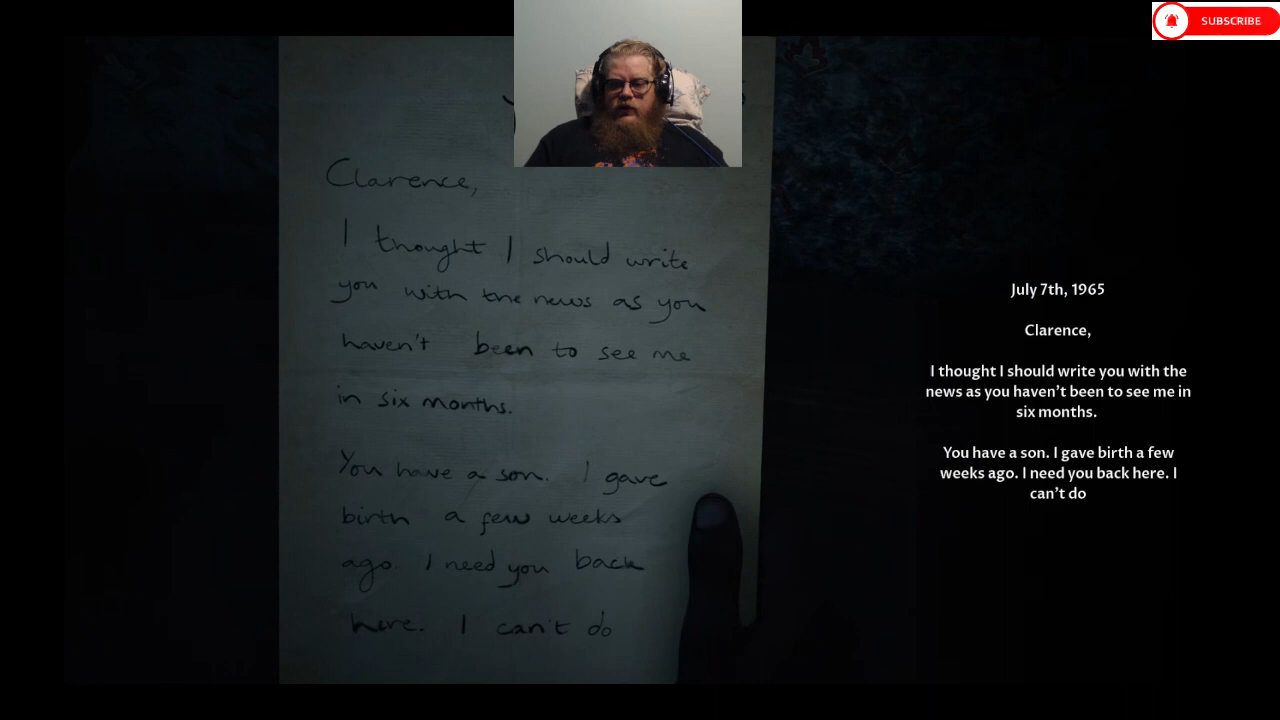 SUBSCRIBE
Clarence,
I thought I should write
you with the news as you
haven't been to see me
in six months.
You have a son. I gave
birth a few weeks
ago. I need you back
here. I can't do
July 7th, 1965
Clarence,
I thought I should write you with the
news as you haven't been to see me in
six months.
You have a son. I gave birth a few
weeks ago. I need you back here. I
can't do